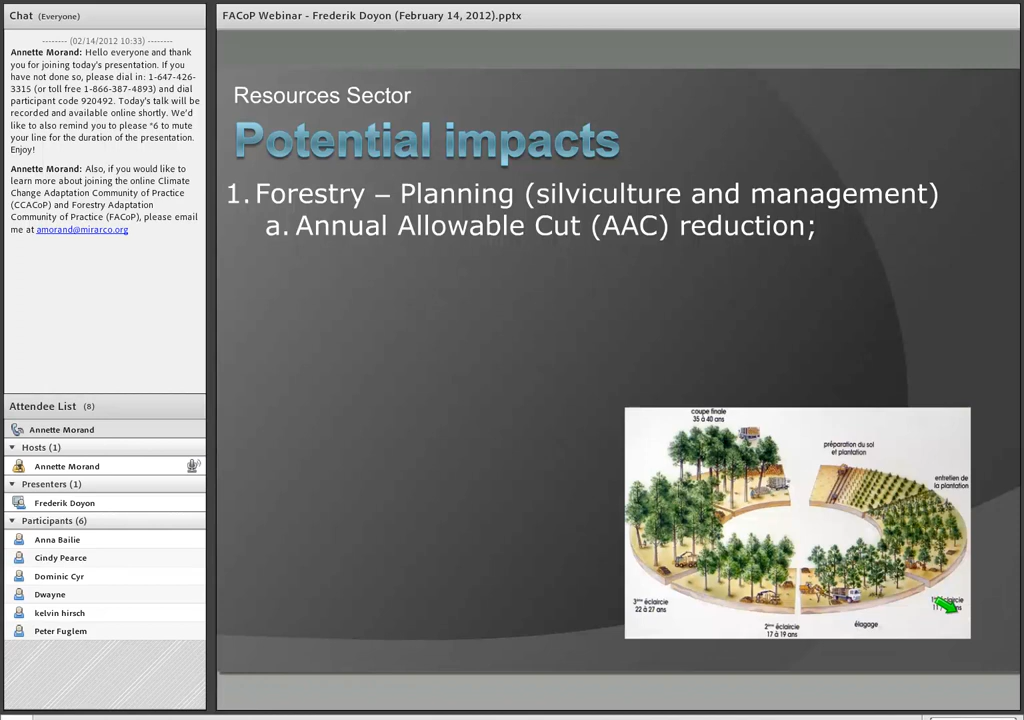 Chat (Everyone)
-------- (02/14/2012 10:33) --------
Annette Morand: Hello everyone and thank
you for joining today's presentation. If you
have not done so, please dial in: 1-647-426-
3315 (or toll free 1-866-387-4893) and dial
participant code 920492. Today's talk will be
recorded and available online shortly. We'd
like to also remind you to please *6 to mute
your line for the duration of the presentation.
Enjoy!
Annette Morand: Also, if you would like to
learn more about joining the online Climate
Change Adaptation Community of Practice
(CCACoP) and Forestry Adaptation
Community of Practice (FACoP), please email
me at amorand@mirarco.org
Attendee List (8)
Annette Morand
Hosts (1)
Annette Morand
Presenters (1)
Frederik Doyon
Participants (6)
Anna Bailie
Cindy Pearce
Dominic Cyr
Dwayne
kelvin hirsch
Peter Fuglem
FACoP Webinar - Frederik Doyon (February 14, 2012).pptx
Resources Sector
Potential impacts
1. Forestry – Planning (silviculture and management)
a. Annual Allowable Cut (AAC) reduction;
coupe finale
35 à 40 ans
préparation du sol
et plantation
entretien de
la plantation
élagage
2ème éclaircie
17 à 19 ans
3ème éclaircie
22 à 27 ans